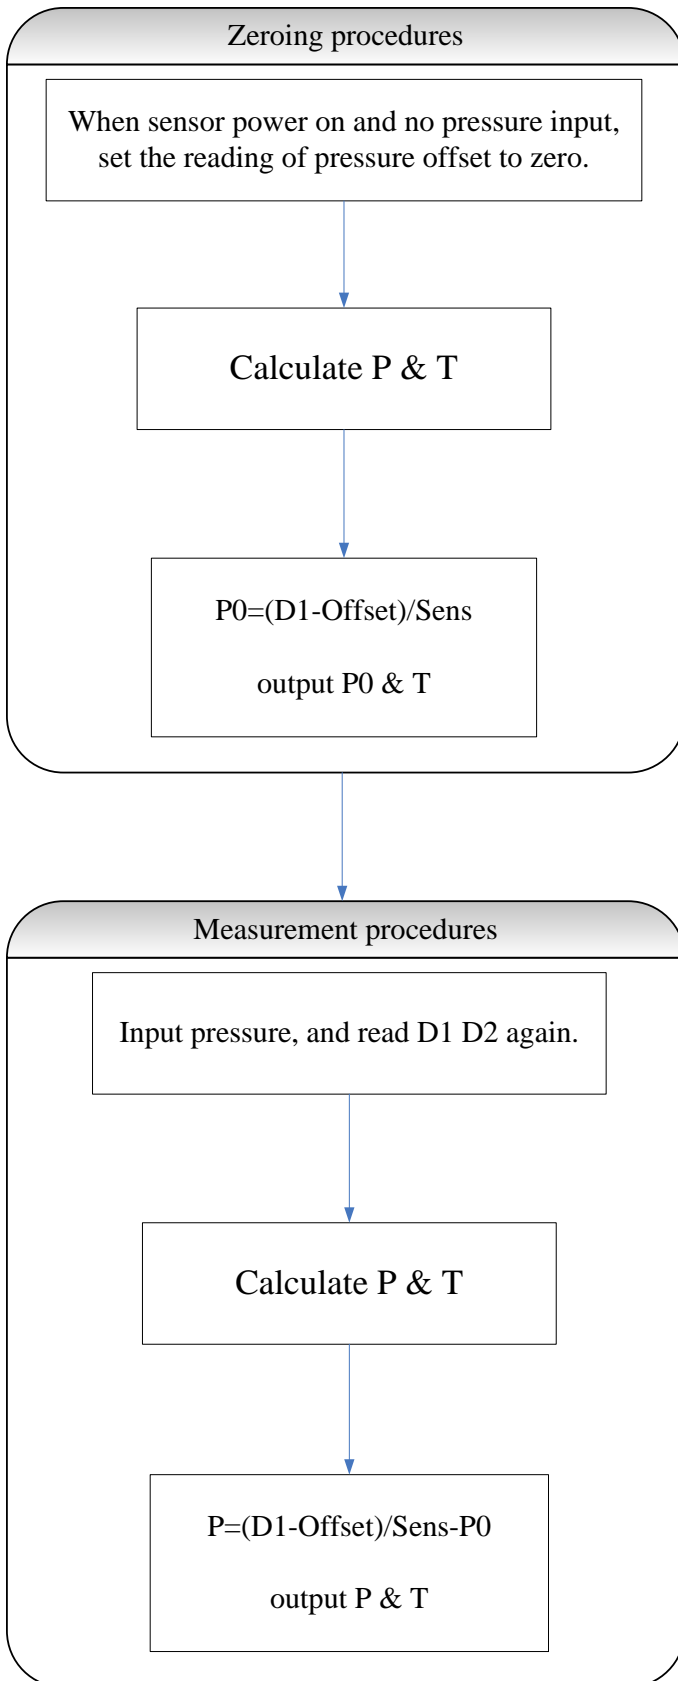 Zeroing procedures
When sensor power on and no pressure input,
set the reading of pressure offset to zero.
Calculate P & T
P0=(D1-Offset)/Sens
output P0 & T
Measurement procedures
Input pressure, and read D1 D2 again.
Calculate P & T
P=(D1-Offset)/Sens-P0
output P & T